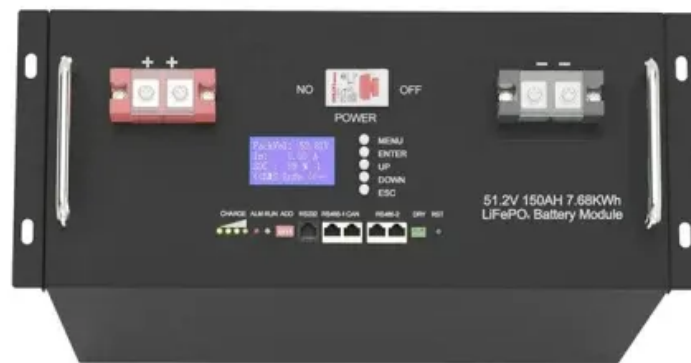 + +
− −
NO
OFF
POWER
MENU
ENTER
UP
DOWN
ESC
51.2V 150AH 7.68KWh
LiFePO₄ Battery Module
CHARGE ALM RUN ADD RS232 RS485-1 CAN RS485-2 DRY RST